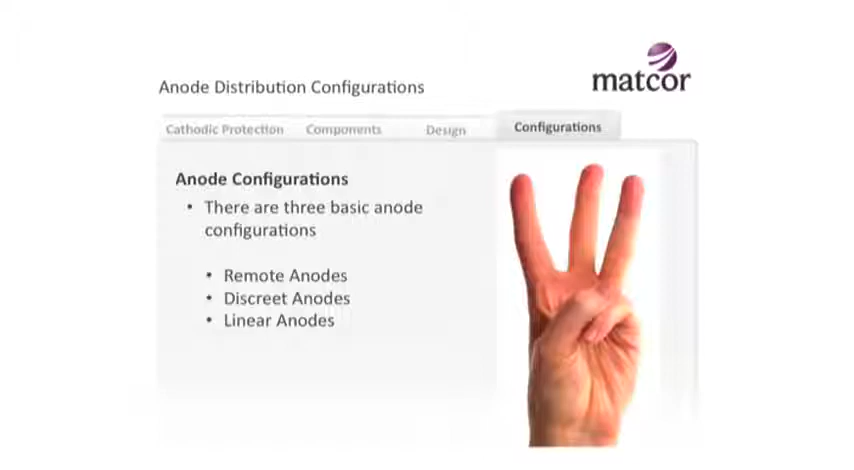 matcor
Anode Distribution Configurations
Cathodic Protection Components Design Configurations
Anode Configurations
• There are three basic anode
configurations
• Remote Anodes
• Discreet Anodes
• Linear Anodes